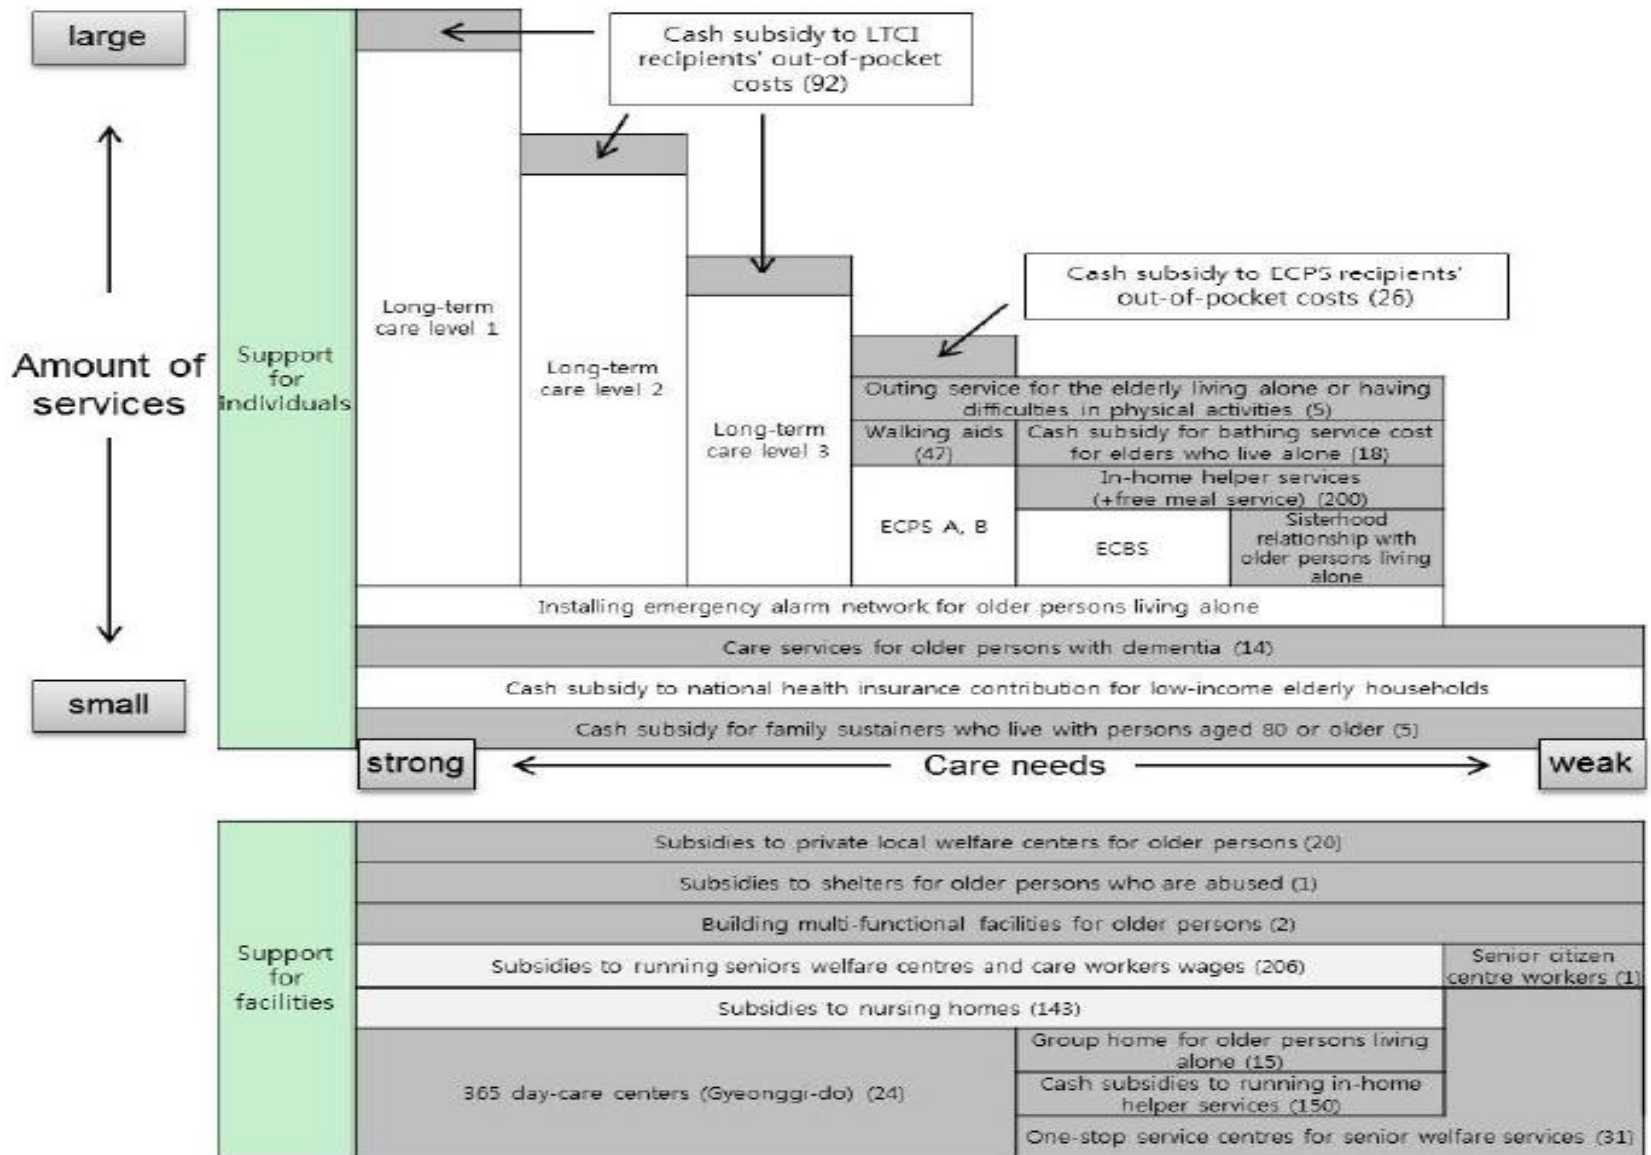 large
Cash subsidy to LTCI
recipients' out-of-pocket
costs (92)
Cash subsidy to ECPS recipients'
out-of-pocket costs (26)
Amount of
services
Support
for
individuals
Long-term
care level 1
Long-term
care level 2
Long-term
care level 3
Outing service for the elderly living alone or having
difficulties in physical activities (5)
Walking aids
(47)
Cash subsidy for bathing service cost
for elders who live alone (18)
In-home helper services
(+free meal service) (200)
ECPS A, B
ECBS
Sisterhood
relationship with
older persons living
alone
Installing emergency alarm network for older persons living alone
Care services for older persons with dementia (14)
Cash subsidy to national health insurance contribution for low-income elderly households
Cash subsidy for family sustainers who live with persons aged 80 or older (5)
small
strong
Care needs
weak
Support
for
facilities
Subsidies to private local welfare centers for older persons (20)
Subsidies to shelters for older persons who are abused (1)
Building multi-functional facilities for older persons (2)
Subsidies to running seniors welfare centres and care workers wages (206)
Senior citizen
centre workers (1)
Subsidies to nursing homes (143)
365 day-care centers (Gyeonggi-do) (24)
Group home for older persons living
alone (15)
Cash subsidies to running in-home
helper services (150)
One-stop service centres for senior welfare services (31)